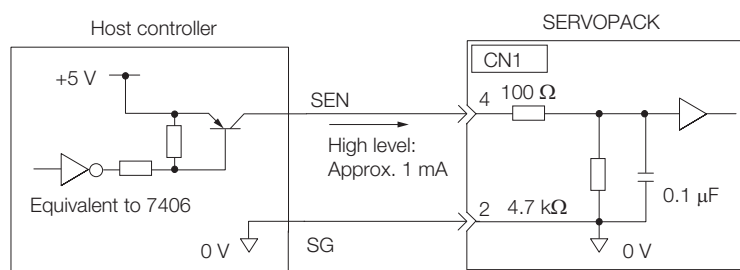 Host controller
SERVOPACK
CN1
+5 V
SEN
4
100 Ω
High level:
Approx. 1 mA
Equivalent to 7406
0.1 μF
2
4.7 kΩ
0 V
SG
0 V